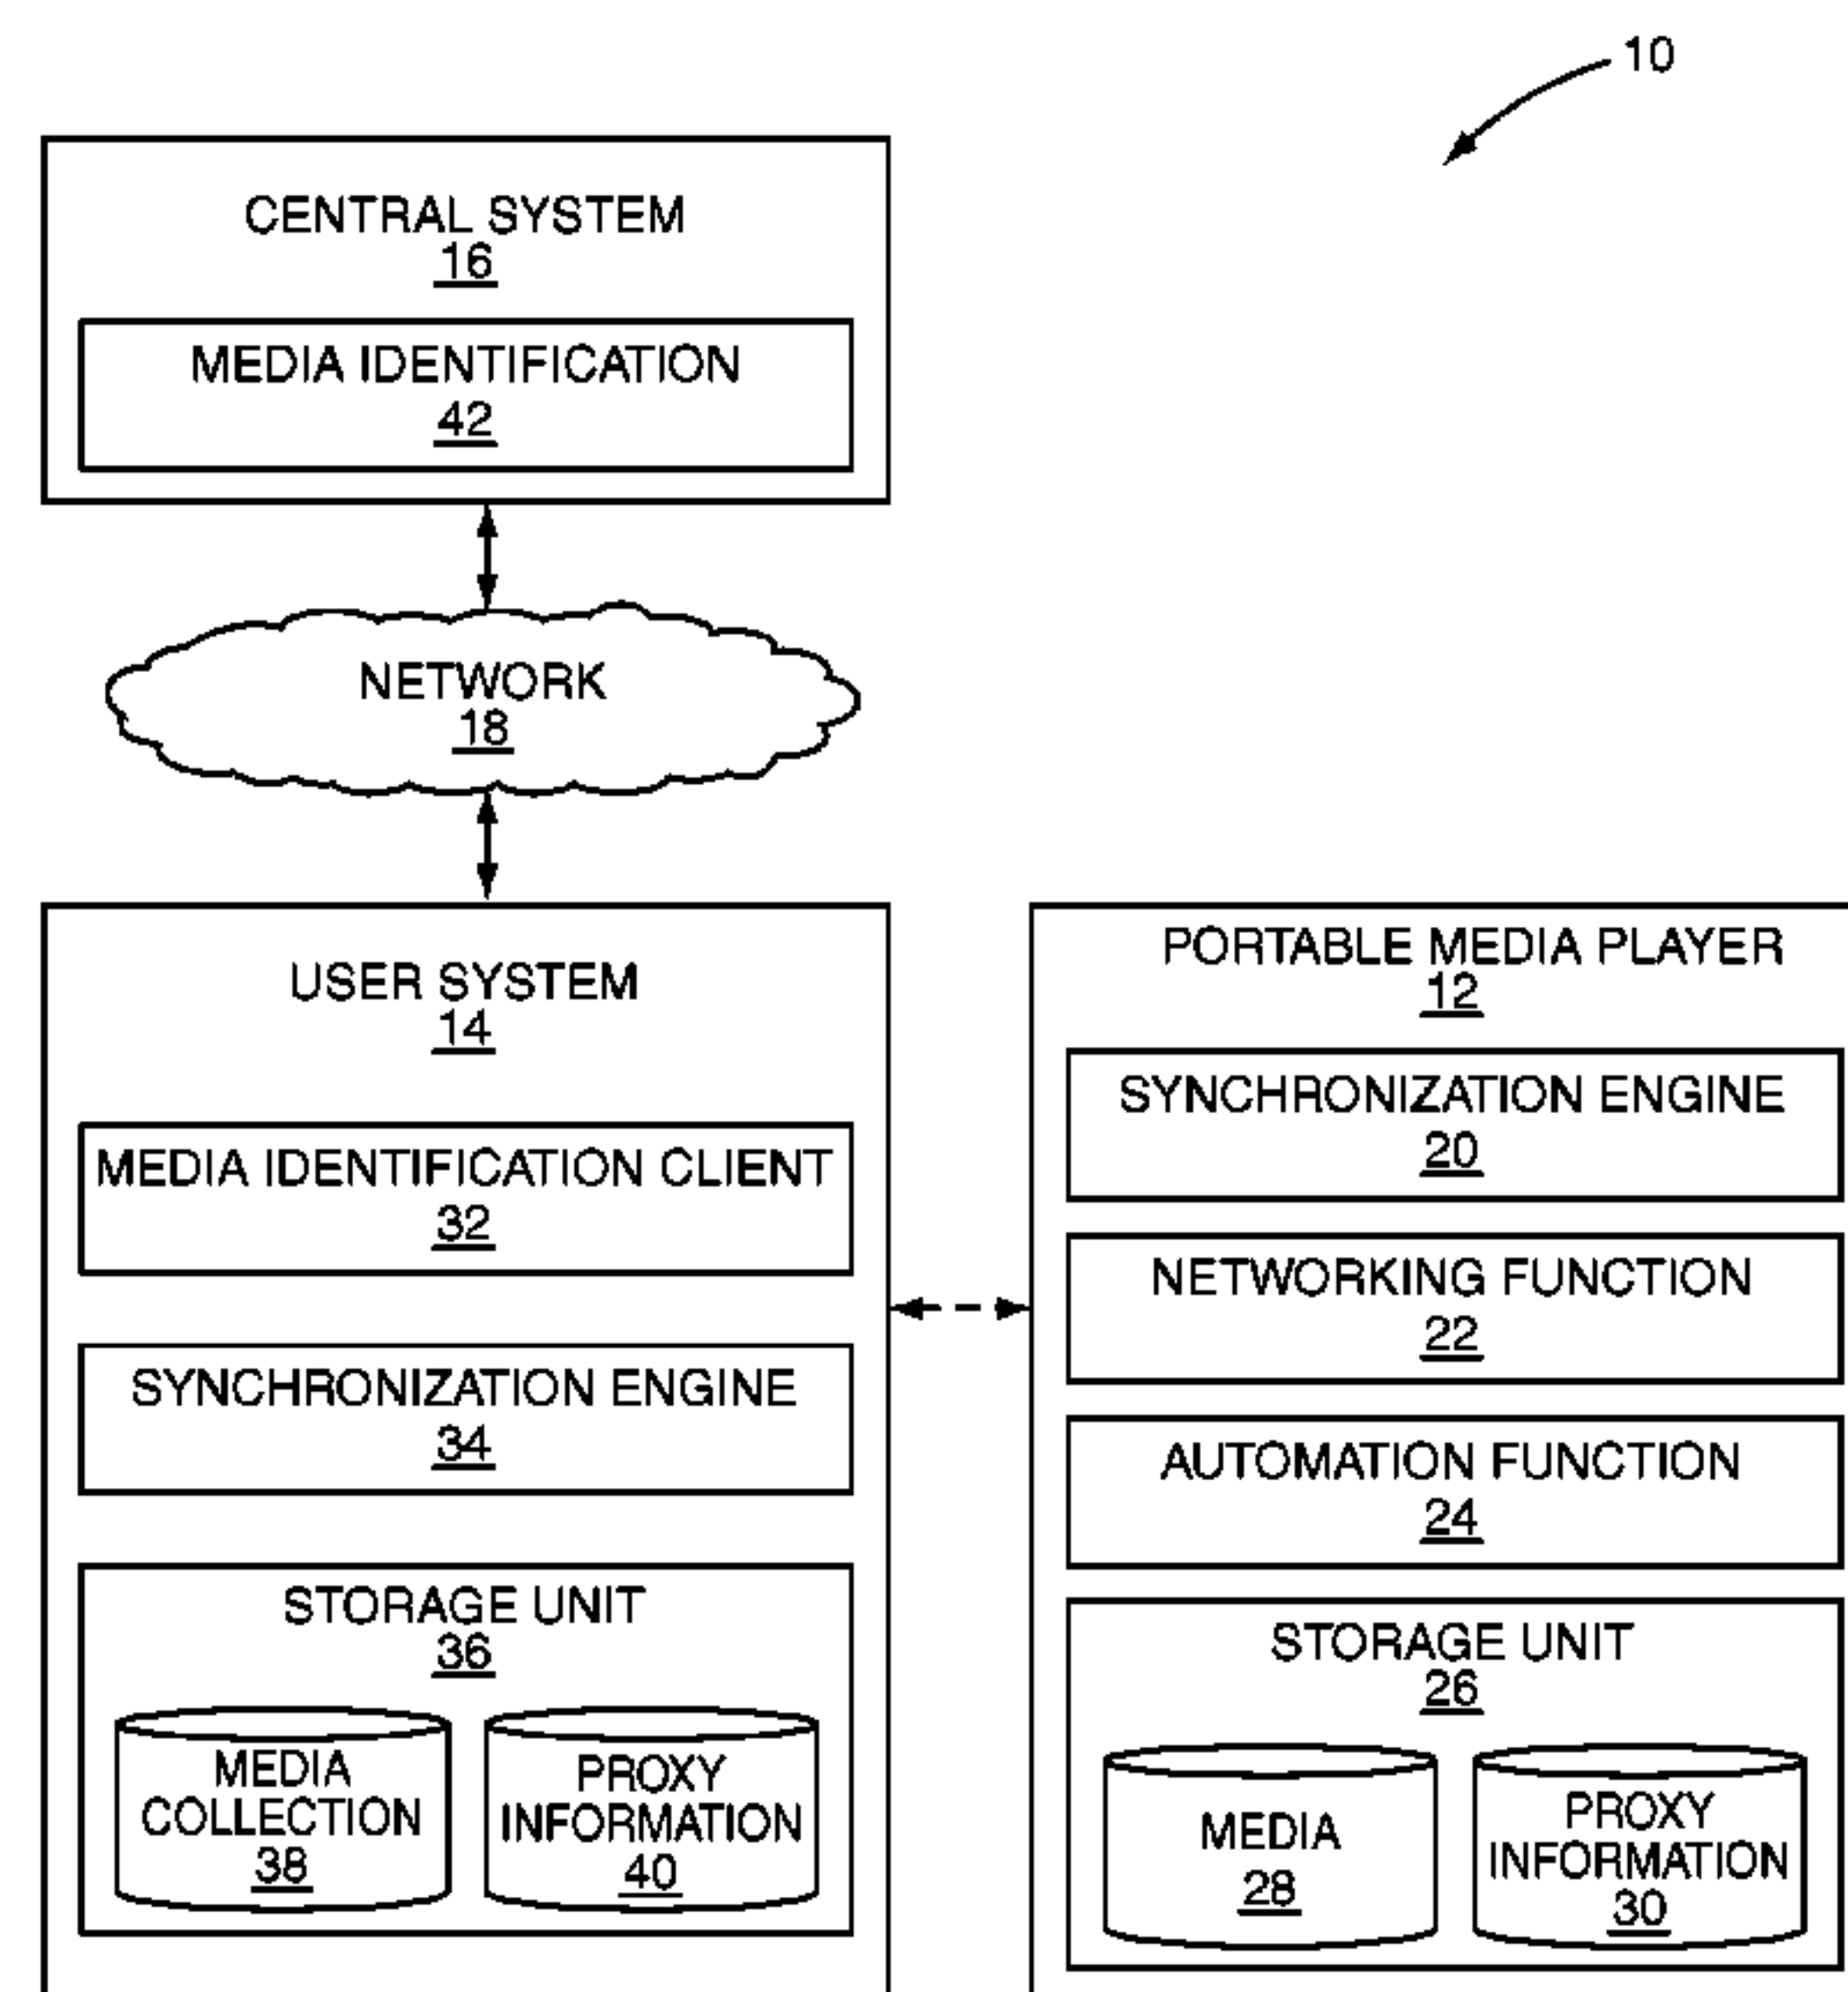 10
CENTRAL SYSTEM
16
MEDIA IDENTIFICATION
42
NETWORK
18
USER SYSTEM
14
MEDIA IDENTIFICATION CLIENT
32
SYNCHRONIZATION ENGINE
34
STORAGE UNIT
36
MEDIA
COLLECTION
38
PROXY
INFORMATION
40
PORTABLE MEDIA PLAYER
12
SYNCHRONIZATION ENGINE
20
NETWORKING FUNCTION
22
AUTOMATION FUNCTION
24
STORAGE UNIT
26
MEDIA
28
PROXY
INFORMATION
30